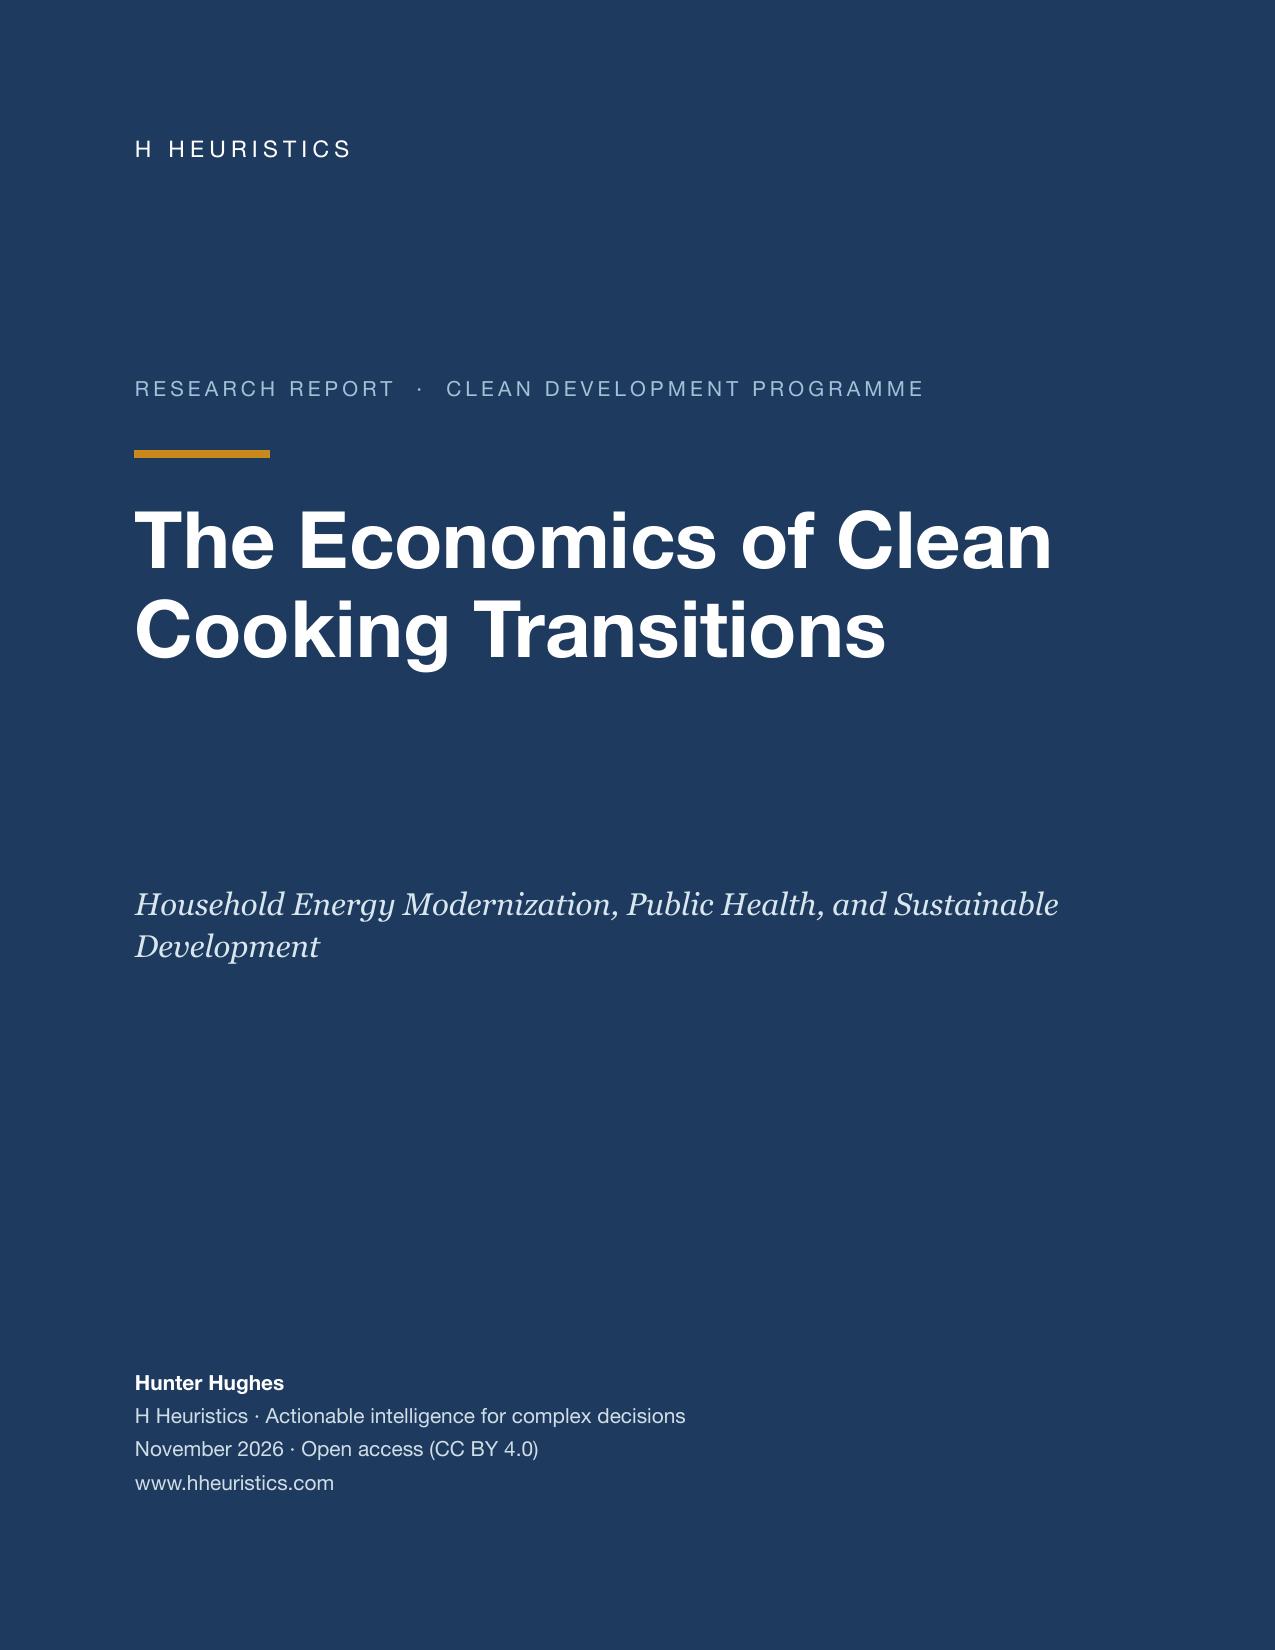 H HEURISTICS
RESEARCH REPORT · CLEAN DEVELOPMENT PROGRAMME
The Economics of Clean
Cooking Transitions
Household Energy Modernization, Public Health, and Sustainable
Development
Hunter Hughes
H Heuristics · Actionable intelligence for complex decisions
November 2026 · Open access (CC BY 4.0)
www.hheuristics.com